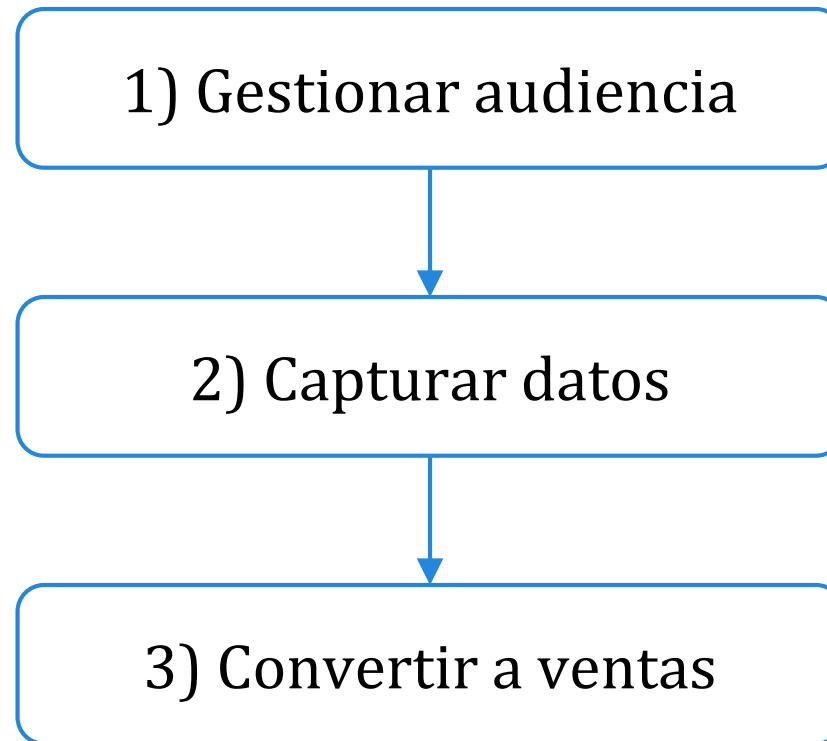 1) Gestionar audiencia
2) Capturar datos
3) Convertir a ventas